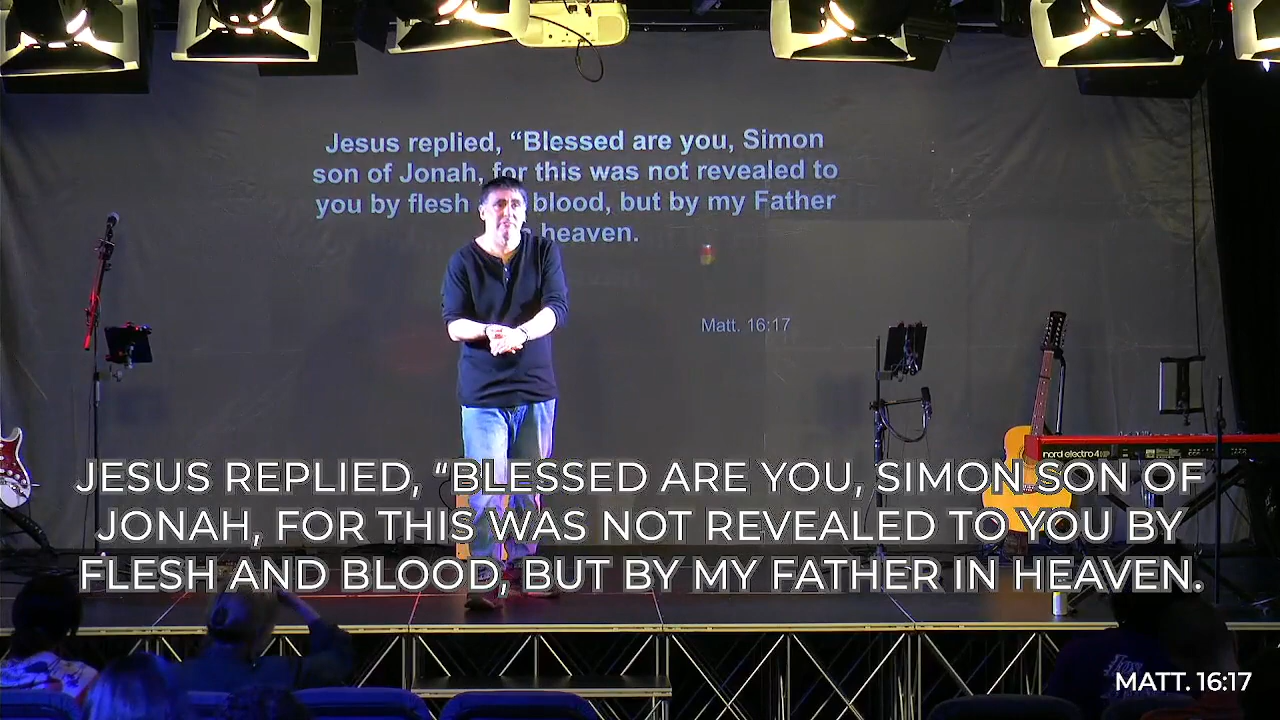 Jesus replied, “Blessed are you, Simon
son of Jonah, for this was not revealed to
you by flesh blood, but by my Father
heaven.
Matt. 16:17
nord electro 4
JESUS REPLIED, “BLESSED ARE YOU, SIMON SON OF
JONAH, FOR THIS WAS NOT REVEALED TO YOU BY
FLESH AND BLOOD, BUT BY MY FATHER IN HEAVEN.
MATT. 16:17